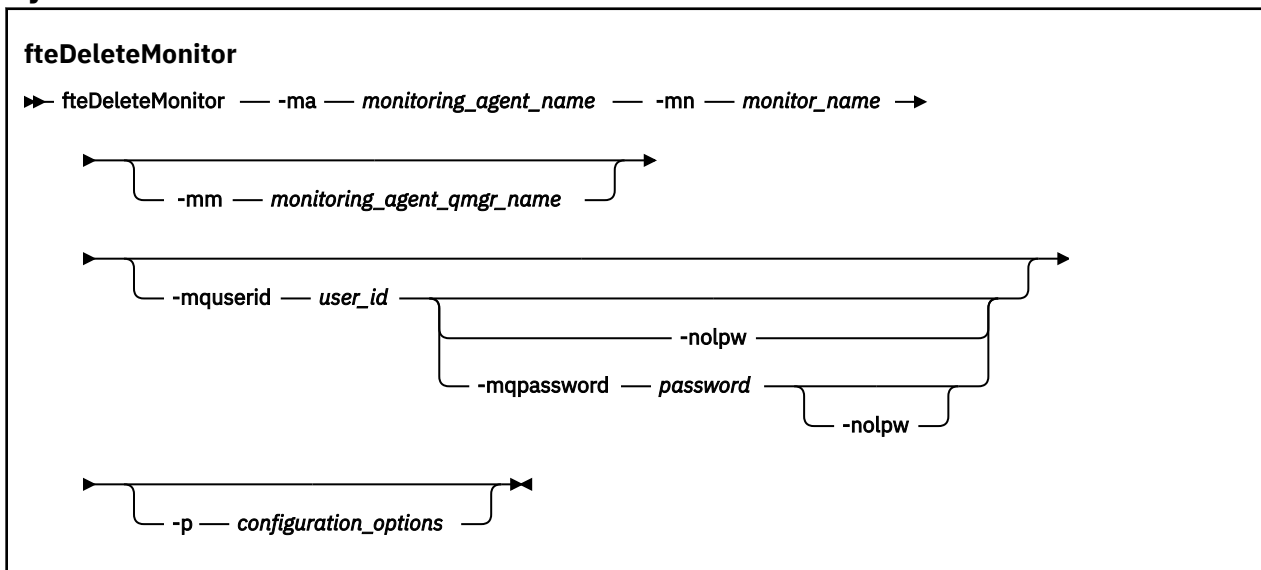 fteDeleteMonitor
fteDeleteMonitor -ma monitoring_agent_name -mn monitor_name
-mm monitoring_agent_qmgr_name
-mquserid user_id
-nolpw
-mqpassword password
-nolpw
-p configuration_options